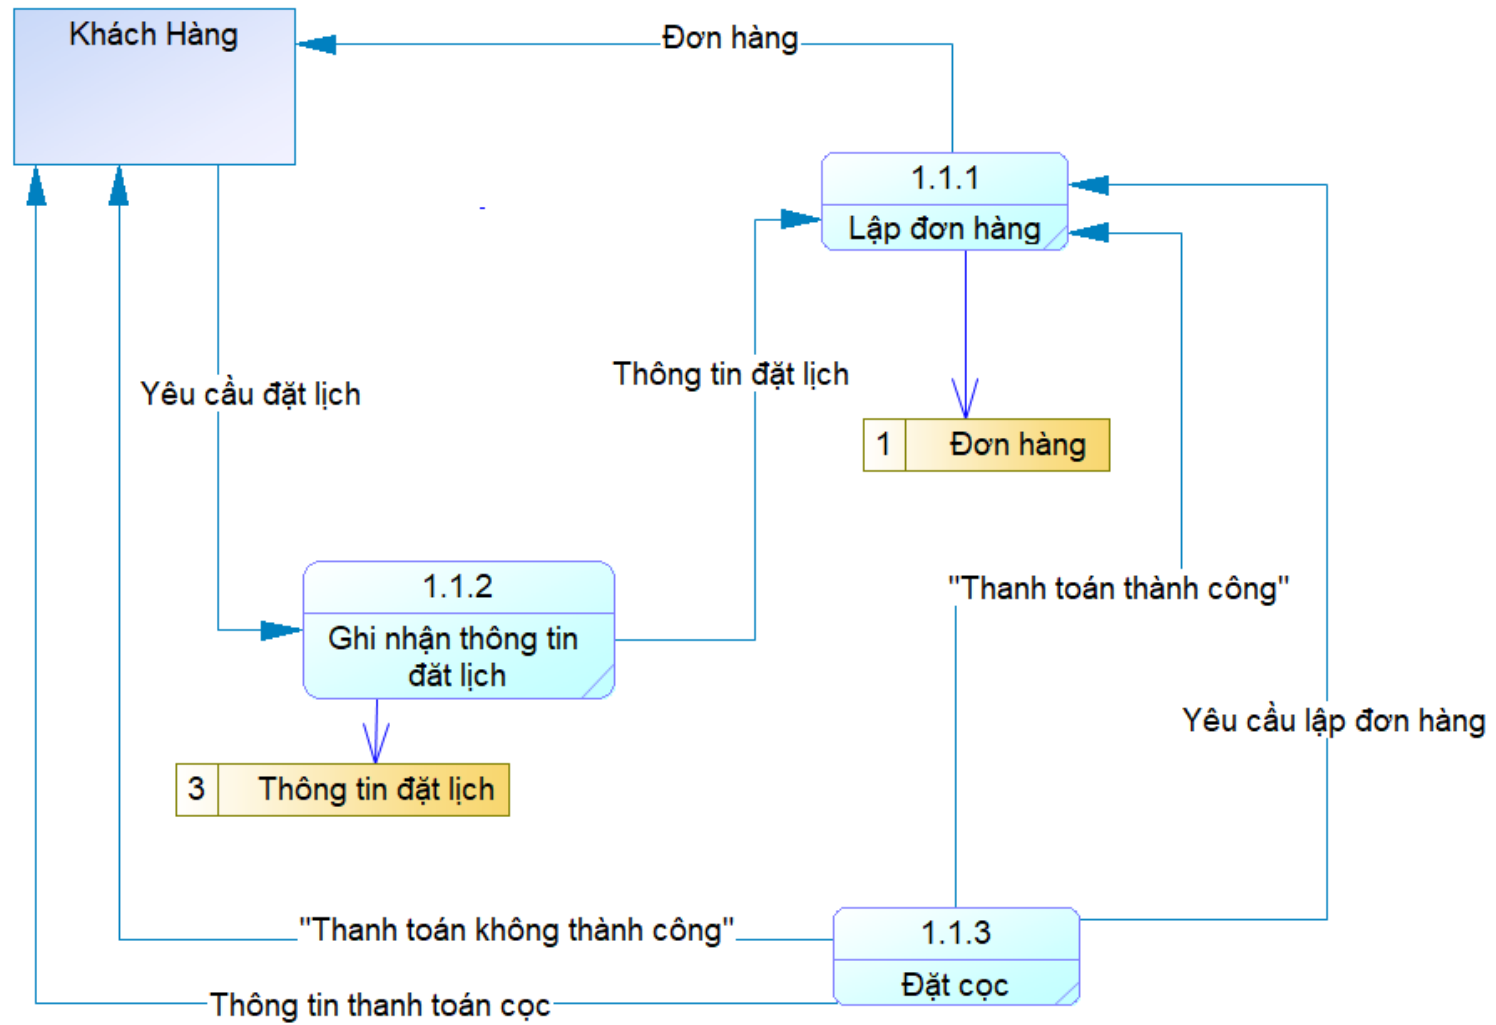 Khách Hàng
Đơn hàng
1.1.1
Lập đơn hàng
Thông tin đặt lịch
Yêu cầu đặt lịch
1
Đơn hàng
1.1.2
Ghi nhận thông tin
đăt lịch
"Thanh toán thành công"
Yêu cầu lập đơn hàng
3
Thông tin đặt lịch
"Thanh toán không thành công"
1.1.3
Đặt cọc
Thông tin thanh toán cọc